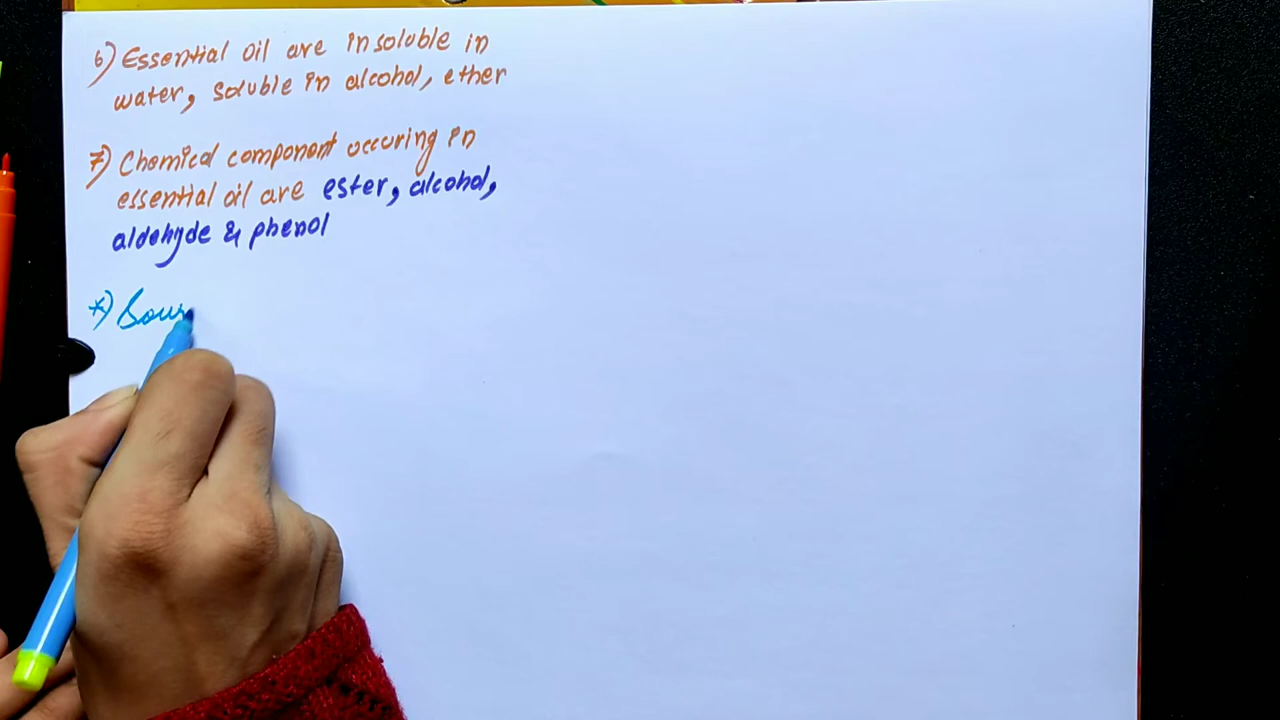 6) Essential oil are insoluble in
water, soluble in alcohol, ether
7) Chemical component occuring in
essential oil are ester, alcohol,
aldehyde & phenol
*) Sour